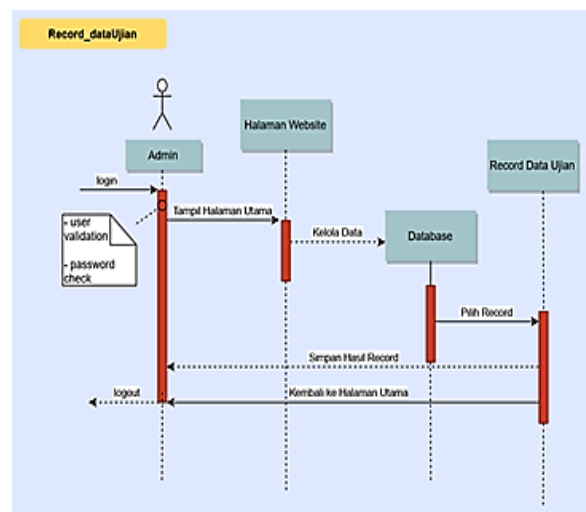 Record_dataUjian
Halaman Website
Admin
Record Data Ujian
login
Tampil Halaman Utama
- user
validation
- password
check
Kelola Data
Database
Pilih Record
Simpan Hasil Record
logout
Kembali ke Halaman Utama